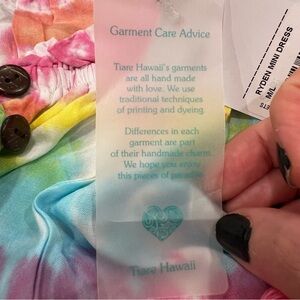 Garment Care Advice
Tiare Hawaii's garments
are all hand made
with love. We use
traditional techniques
of printing and dyeing.
Differences in each
garment are part of
their handmade charm.
We hope you enjoy
this pieces of paradise
Tiare Hawaii
RYDEN MINI DRESS
M/L